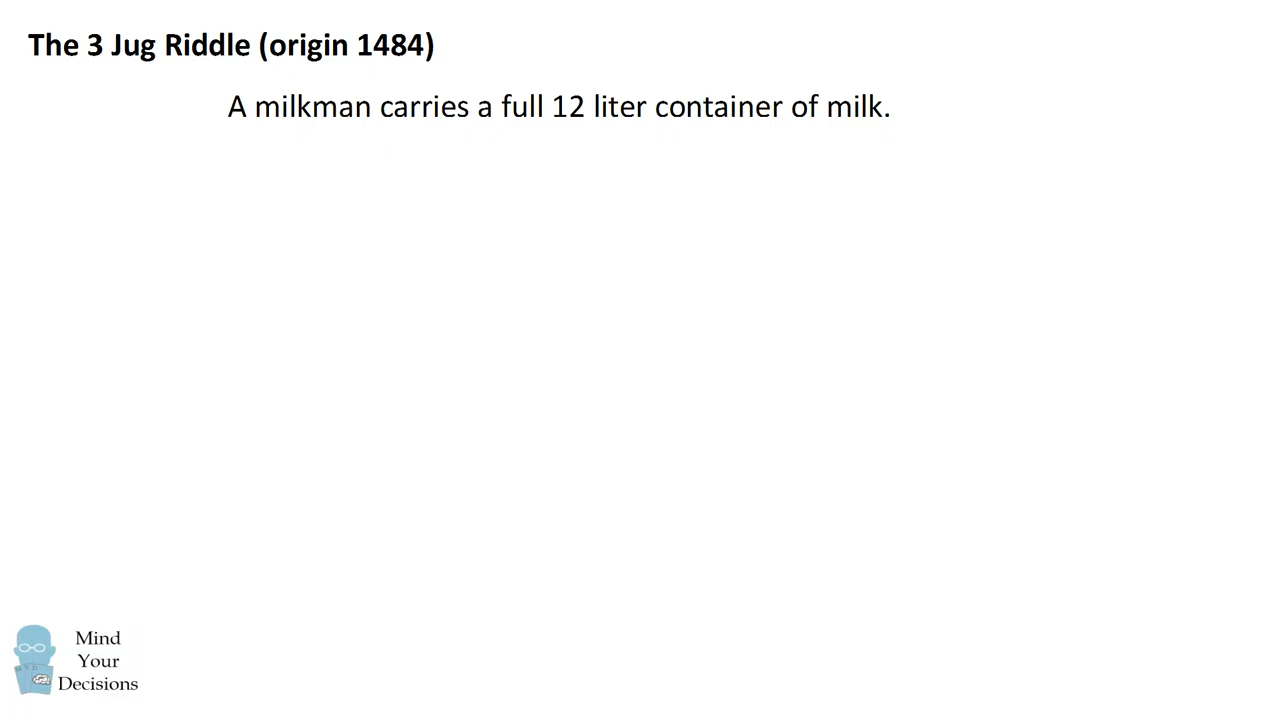 The 3 Jug Riddle (origin 1484)
A milkman carries a full 12 liter container of milk.
Mind
Your
Decisions